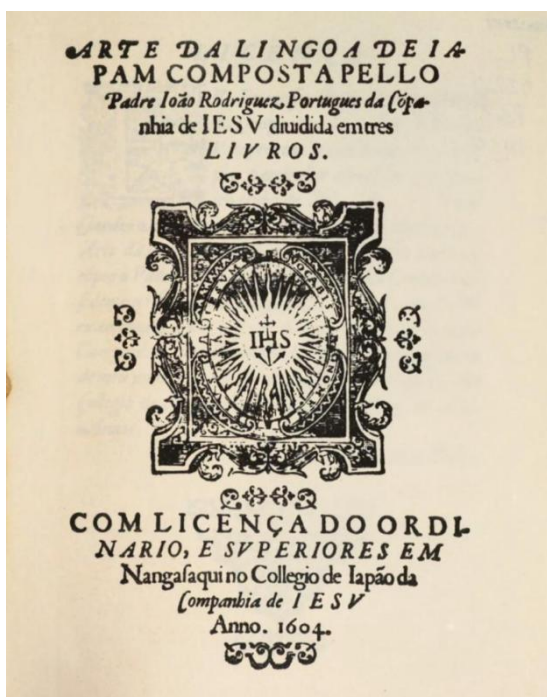 ARTE DA LINGOA DE IA-
PAM COMPOSTA PELLO
Padre Ioão Rodriguez Portugues da Cõpa-
nhia de IESV diuidida em tres
LIVROS.
VOCABIS
NOMEN
IHS
COM LICENÇA DO ORDI-
NARIO, E SVPERIORES EM
Nangasaqui no Collegio de Iapão da
Companhia de IESV
Anno. 1604.